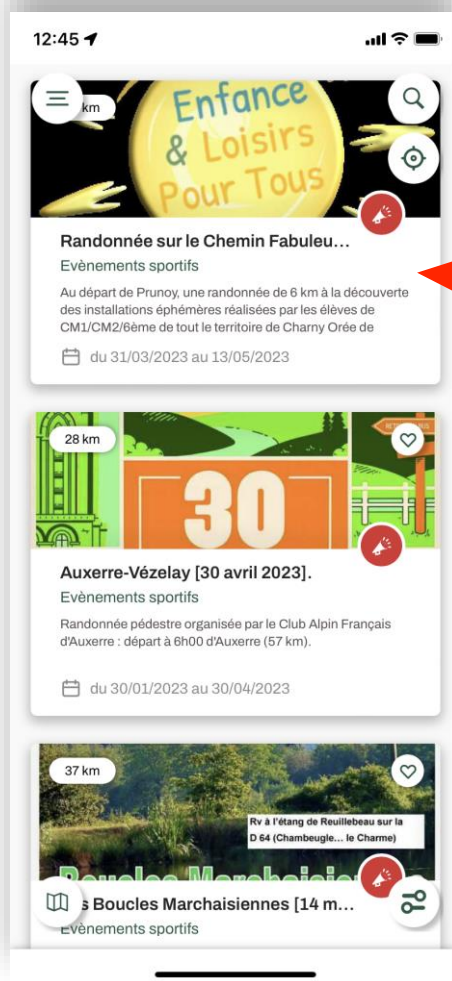 12:45
km
Enfance
& Loisirs
Pour Tous
Randonnée sur le Chemin Fabuleu...
Evènements sportifs
Au départ de Prunoy, une randonnée de 6 km à la découverte
des installations éphémères réalisées par les élèves de
CM1/CM2/6ème de tout le territoire de Charny Orée de
du 31/03/2023 au 13/05/2023
28 km
30
Auxerre-Vézelay [30 avril 2023].
Evènements sportifs
Randonnée pédestre organisée par le Club Alpin Français
d'Auxerre : départ à 6h00 d'Auxerre (57 km).
du 30/01/2023 au 30/04/2023
37 km
Rv à l'étang de Reuillebeau sur la
D 64 (Chambeugle... le Charme)
Boucles
s Boucles Marchaisiennes [14 m...
Evènements sportifs